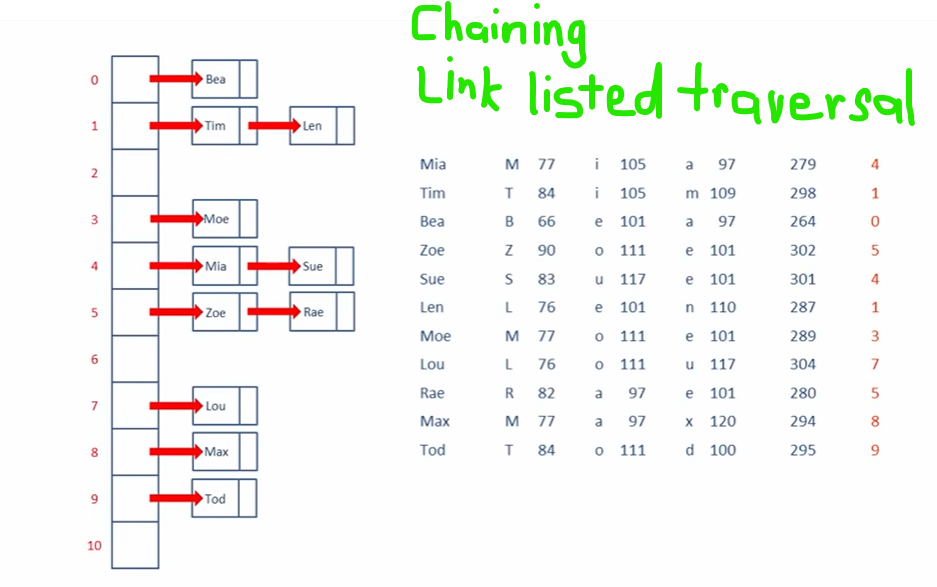 Chaining
Link listed traversal
0 Bea
1 Tim Len
2
3 Moe
4 Mia Sue
5 Zoe Rae
6
7 Lou
8 Max
9 Tod
10
Mia M 77 i 105 a 97 279 4
Tim T 84 i 105 m 109 298 1
Bea B 66 e 101 a 97 264 0
Zoe Z 90 o 111 e 101 302 5
Sue S 83 u 117 e 101 301 4
Len L 76 e 101 n 110 287 1
Moe M 77 o 111 e 101 289 3
Lou L 76 o 111 u 117 304 7
Rae R 82 a 97 e 101 280 5
Max M 77 a 97 x 120 294 8
Tod T 84 o 111 d 100 295 9